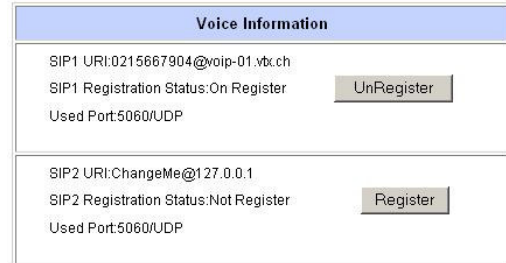 Voice Information
SIP1 URI:0215667904@voip-01.vtx.ch
SIP1 Registration Status:On Register
UnRegister
Used Port:5060/UDP
SIP2 URI:ChangeMe@127.0.0.1
SIP2 Registration Status:Not Register
Register
Used Port:5060/UDP